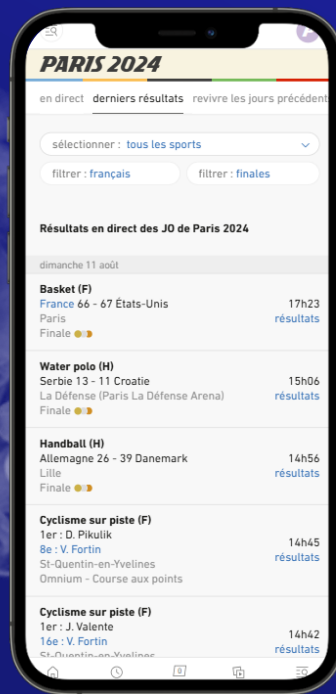 PARIS 2024
en direct derniers résultats revivre les jours précédent
sélectionner : tous les sports
filtrer : français filtrer : finales
Résultats en direct des JO de Paris 2024
dimanche 11 août
Basket (F)
France 66 - 67 États-Unis 17h23
Paris résultats
Finale
Water polo (H)
Serbie 13 - 11 Croatie 15h06
La Défense (Paris La Défense Arena) résultats
Finale
Handball (H)
Allemagne 26 - 39 Danemark 14h56
Lille résultats
Finale
Cyclisme sur piste (F)
1er : D. Pikulik 14h45
8e : V. Fortin résultats
St-Quentin-en-Yvelines
Omnium - Course aux points
Cyclisme sur piste (F)
1er : J. Valente 14h42
16e : V. Fortin résultats
St-Quentin-en-Yvelines